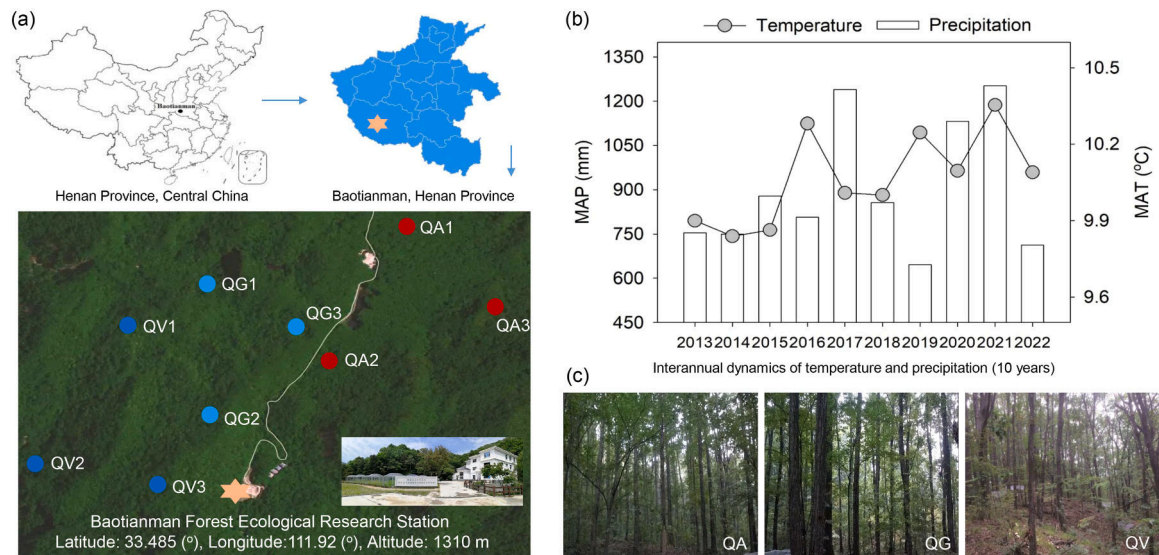 (a)
Baotianman
Henan Province, Central China
Baotianman, Henan Province
QA1
QG1
QV1
QG3
QA3
QA2
QG2
QV2
QV3
Baotianman Forest Ecological Research Station
Latitude: 33.485 (º), Longitude:111.92 (º), Altitude: 1310 m
(b)
Temperature Precipitation
1350
1200
1050
900
750
600
450
MAP (mm)
10.5
10.2
9.9
9.6
MAT (ºC)
2013 2014 2015 2016 2017 2018 2019 2020 2021 2022
Interannual dynamics of temperature and precipitation (10 years)
(c)
QA
QG
QV